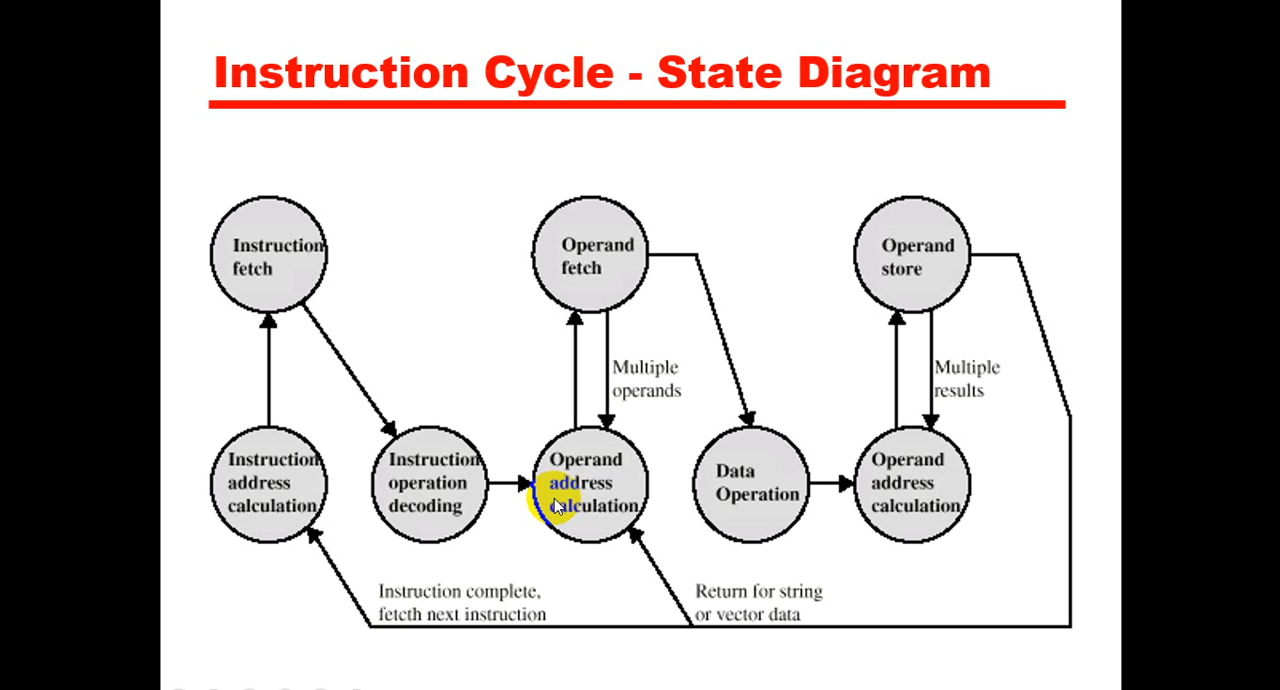 Instruction Cycle - State Diagram
Instruction
fetch
Operand
fetch
Operand
store
Multiple
operands
Multiple
results
Instruction
address
calculation
Instruction
operation
decoding
Operand
address
calculation
Data
Operation
Operand
address
calculation
Instruction complete,
fetcth next instruction
Return for string
or vector data